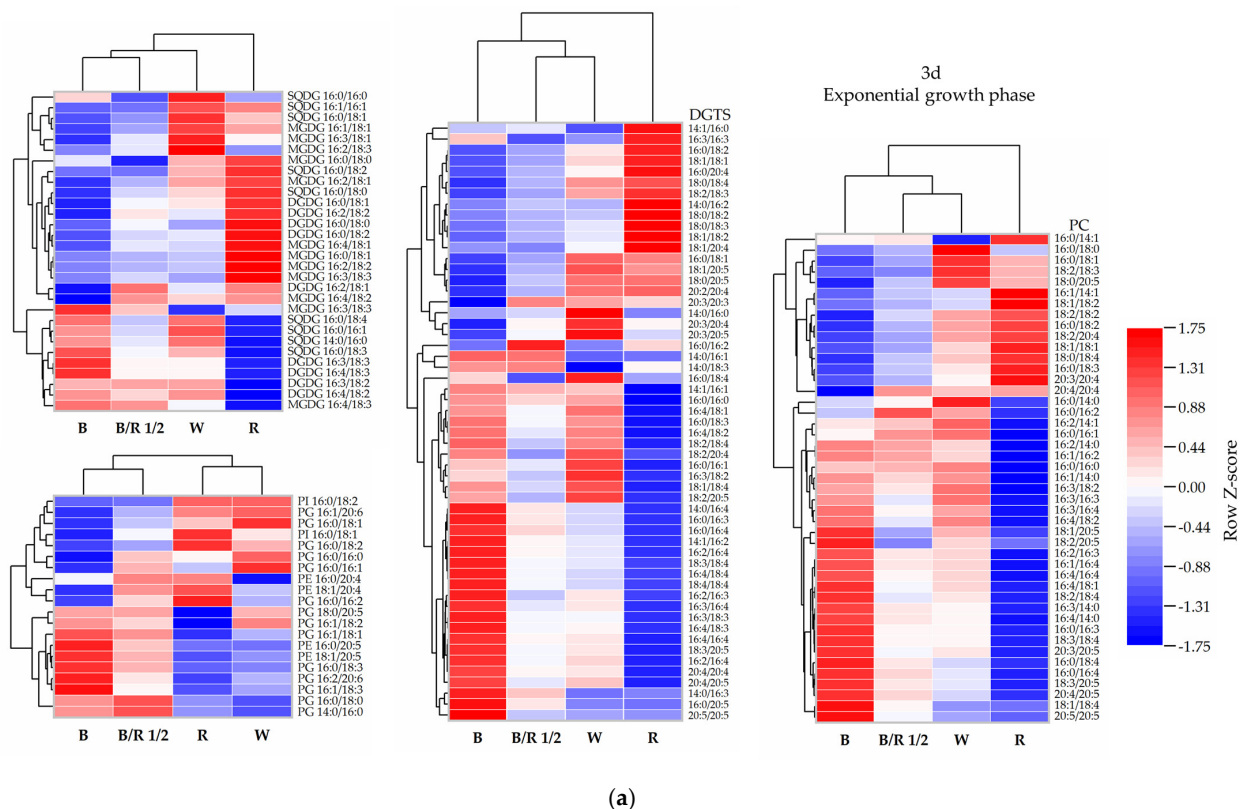 SQDG 16:0/16:0
SQDG 16:1/16:1
SQDG 16:0/18:1
MGDG 16:1/18:1
MGDG 16:3/18:1
MGDG 16:2/18:3
MGDG 16:0/18:0
SQDG 16:0/18:2
MGDG 16:2/18:1
SQDG 16:0/18:0
DGDG 16:0/18:1
DGDG 16:2/18:2
DGDG 16:0/18:0
DGDG 16:0/18:2
MGDG 16:4/18:1
MGDG 16:0/18:1
MGDG 16:2/18:2
MGDG 16:3/18:3
DGDG 16:2/18:1
MGDG 16:4/18:2
MGDG 16:3/18:3
SQDG 16:0/18:4
SQDG 16:0/16:1
SQDG 14:0/16:0
SQDG 16:0/18:3
DGDG 16:3/18:3
DGDG 16:4/18:3
DGDG 16:3/18:2
DGDG 16:4/18:2
MGDG 16:4/18:3
B B/R 1/2 W R
PI 16:0/18:2
PG 16:1/20:6
PG 16:0/18:1
PI 16:0/18:1
PG 16:0/18:2
PG 16:0/16:0
PG 16:0/16:1
PE 16:0/20:4
PE 18:1/20:4
PG 16:0/16:2
PG 18:0/20:5
PG 16:1/18:2
PG 16:1/18:1
PE 16:0/20:5
PE 18:1/20:5
PG 16:0/18:3
PG 16:2/20:6
PG 16:1/18:3
PG 16:0/18:0
PG 14:0/16:0
B B/R 1/2 R W
DGTS
14:1/16:0
16:3/16:3
16:0/18:2
18:1/18:1
16:0/20:4
18:0/18:4
18:2/18:3
14:0/16:2
18:0/18:2
18:0/18:3
18:1/18:2
18:1/20:4
16:0/18:1
18:1/20:5
18:0/20:5
20:2/20:4
20:3/20:3
14:0/16:0
20:3/20:4
20:3/20:5
16:0/16:2
14:0/16:1
14:0/18:3
16:0/18:4
14:1/16:1
16:0/16:0
16:4/18:1
16:0/18:3
16:4/18:2
18:2/18:4
18:2/20:4
16:0/16:1
16:3/18:2
18:1/18:4
18:2/20:5
14:0/16:4
16:0/16:3
16:0/16:4
14:1/16:2
16:2/16:4
18:3/18:4
16:4/18:4
18:4/18:4
16:2/16:3
16:3/16:4
16:3/18:3
16:4/18:3
16:4/16:4
18:3/20:5
16:2/16:4
20:4/20:4
20:4/20:5
14:0/16:3
16:0/20:5
20:5/20:5
B B/R 1/2 W R
3d
Exponential growth phase
PC
16:0/14:1
16:0/18:0
16:0/18:1
18:2/18:3
18:0/20:5
16:1/14:1
18:1/18:2
18:2/18:2
16:0/18:2
18:2/20:4
18:1/18:1
18:0/18:4
16:0/18:3
20:3/20:4
20:4/20:4
16:0/14:0
16:0/16:2
16:2/14:1
16:0/16:1
16:2/14:0
16:1/16:2
16:0/16:0
16:1/14:0
16:3/18:2
16:3/16:3
16:3/16:4
16:4/18:2
18:1/20:5
18:2/20:5
16:2/16:3
16:1/16:4
16:4/16:4
16:4/18:1
18:2/18:4
16:3/14:0
16:4/14:0
16:0/16:3
18:3/18:4
20:3/20:5
16:0/18:4
16:0/16:4
18:3/20:5
20:4/20:5
18:1/18:4
20:5/20:5
B B/R 1/2 W R
1.75
1.31
0.88
0.44
0.00
-0.44
-0.88
-1.31
-1.75
Row Z-score
(a)